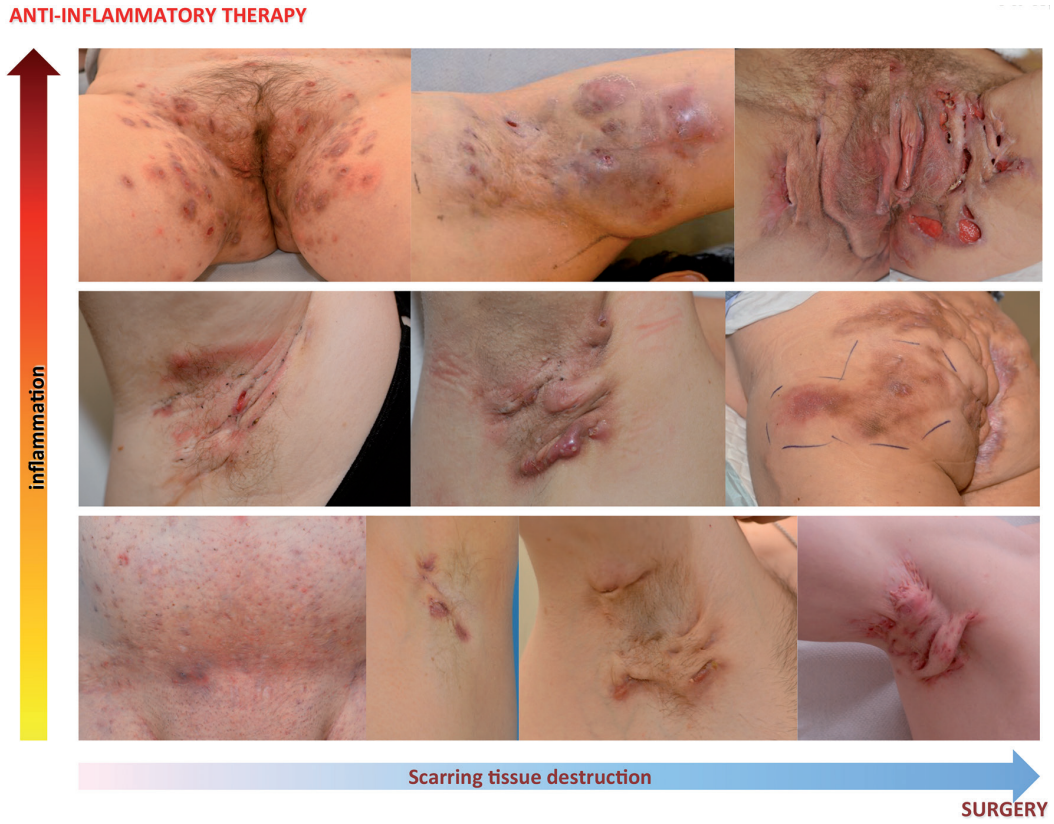 ANTI-INFLAMMATORY THERAPY
inflammation
Scarring tissue destruction
SURGERY